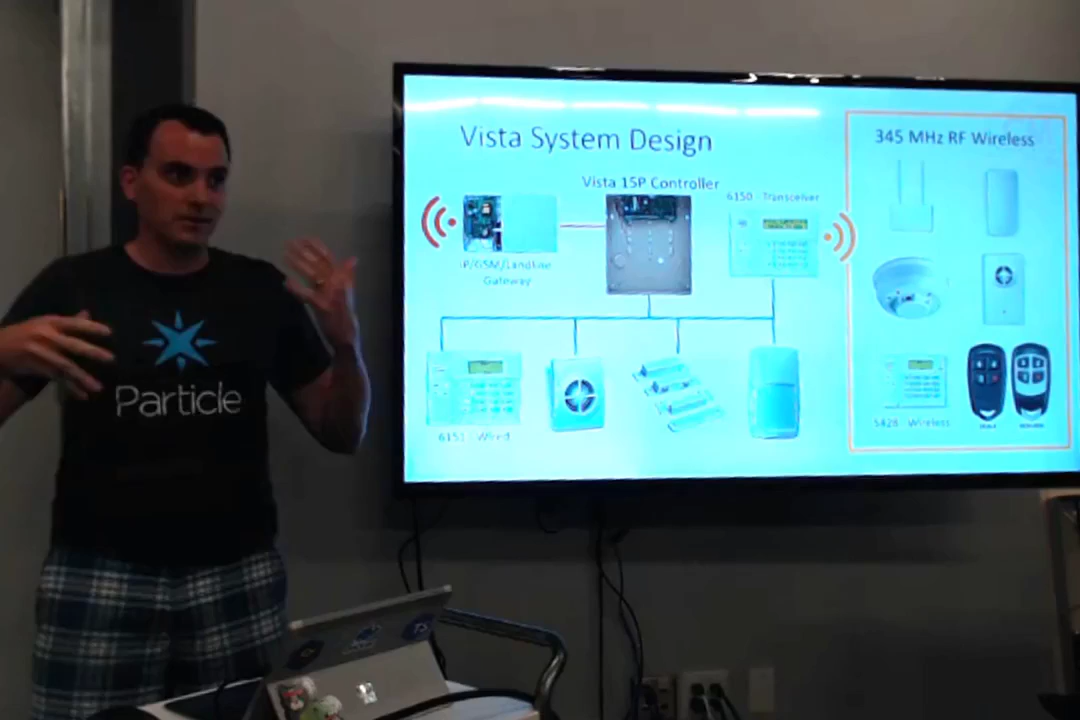 Particle
Vista System Design
345 MHz RF Wireless
Vista 15P Controller
6150 - Transceiver
IP/GSM/Landline
Gateway
6151 - Wired
5828 - Wireless